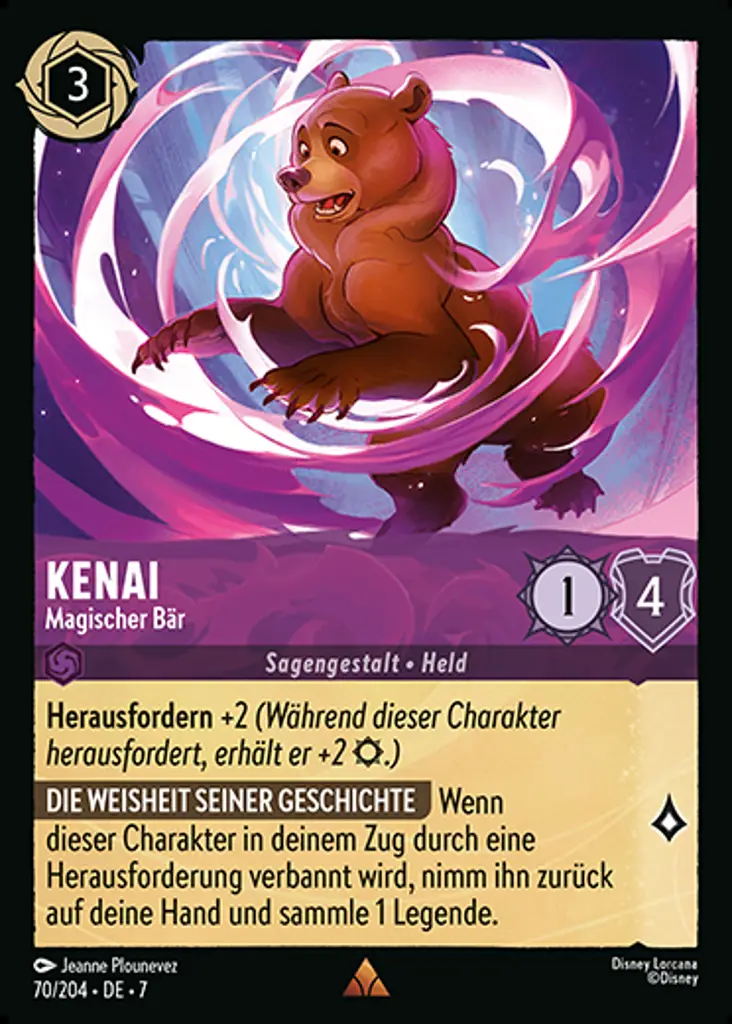 3
KENAI
Magischer Bär
1
4
Sagengestalt • Held
Herausfordern +2 (Während dieser Charakter
herausfordert, erhält er +2 .)
DIE WEISHEIT SEINER GESCHICHTE Wenn
dieser Charakter in deinem Zug durch eine
Herausforderung verbannt wird, nimm ihn zurück
auf deine Hand und sammle 1 Legende.
Jeanne Plounevez
Disney Lorcana
70/204 • DE • 7
©Disney